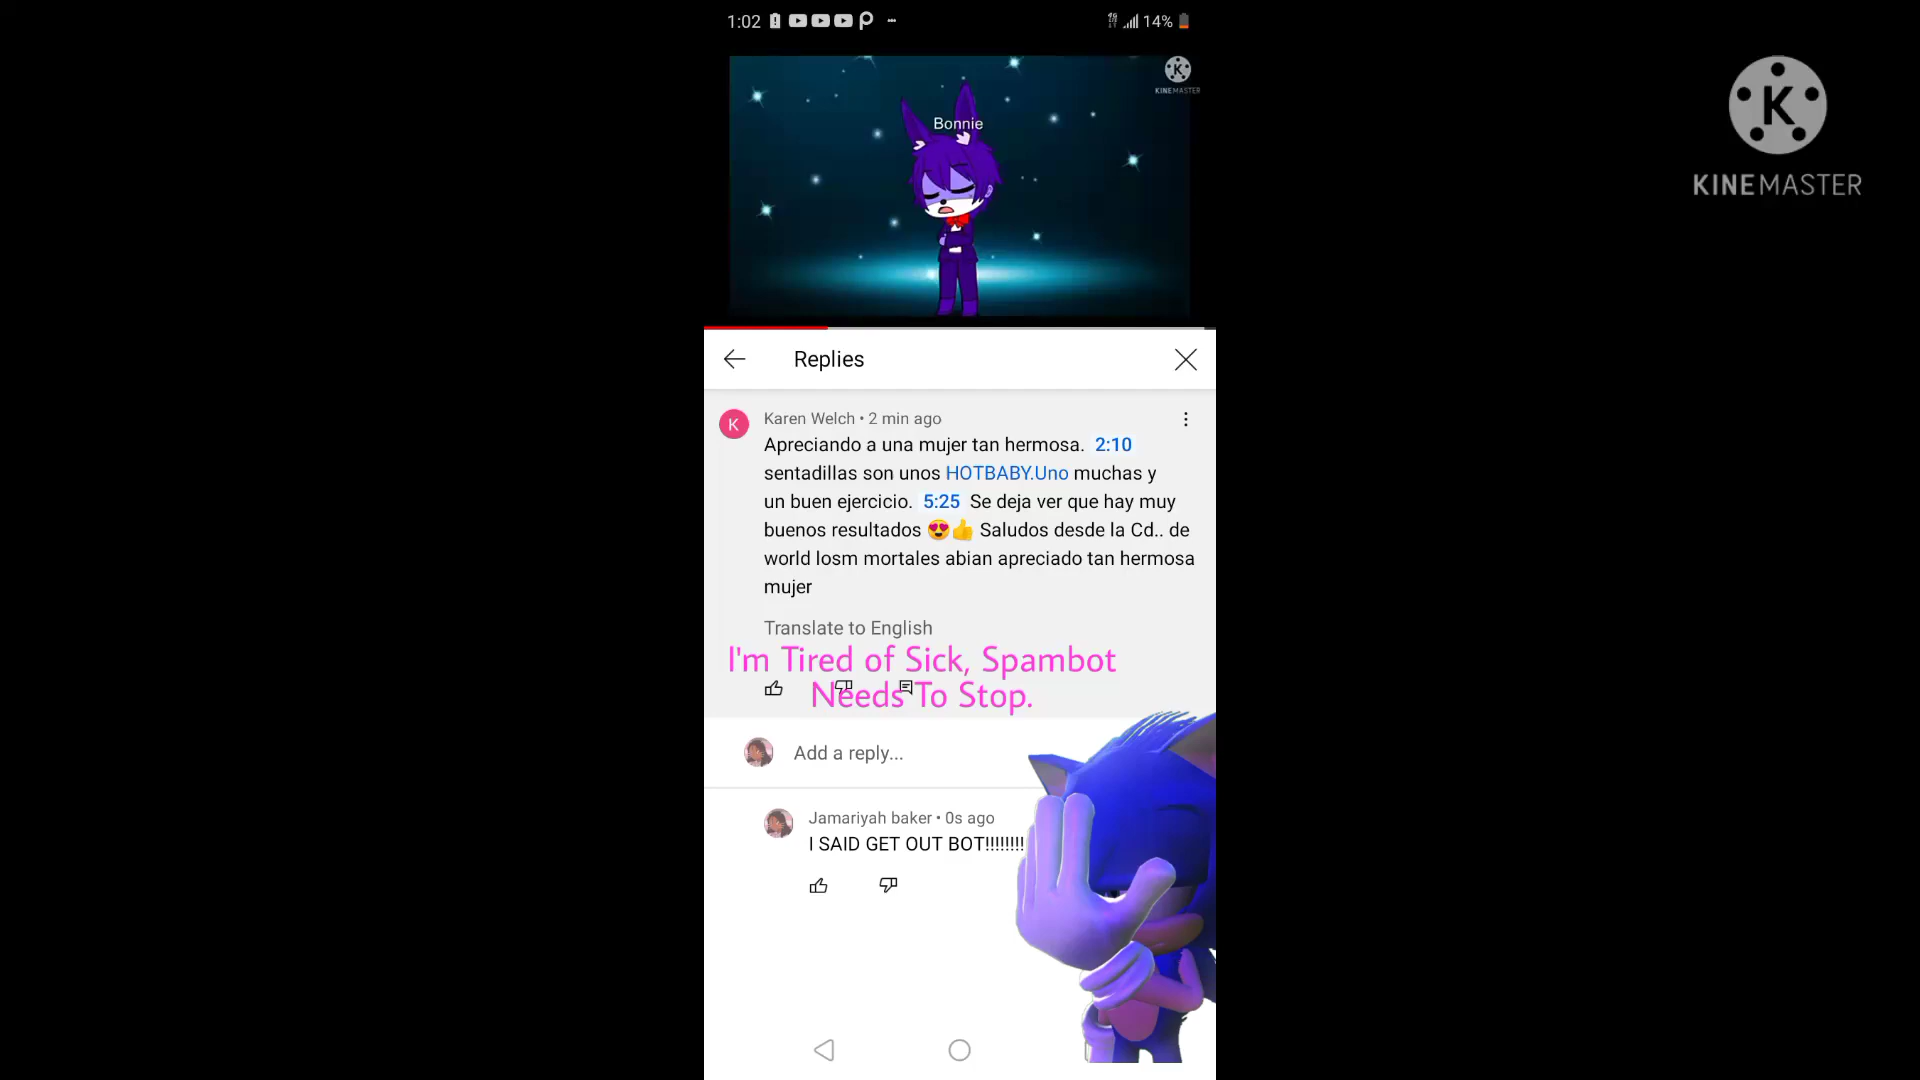 1:02
14%
KINEMASTER
Bonnie
K
KINEMASTER
Replies
K
Karen Welch • 2 min ago
Apreciando a una mujer tan hermosa. 2:10
sentadillas son unos HOTBABY.Uno muchas y
un buen ejercicio. 5:25 Se deja ver que hay muy
buenos resultados 😍👍 Saludos desde la Cd.. de
world losm mortales abian apreciado tan hermosa
mujer
Translate to English
I'm Tired of Sick, Spambot
Needs To Stop.
Add a reply...
Jamariyah baker • 0s ago
I SAID GET OUT BOT!!!!!!!!